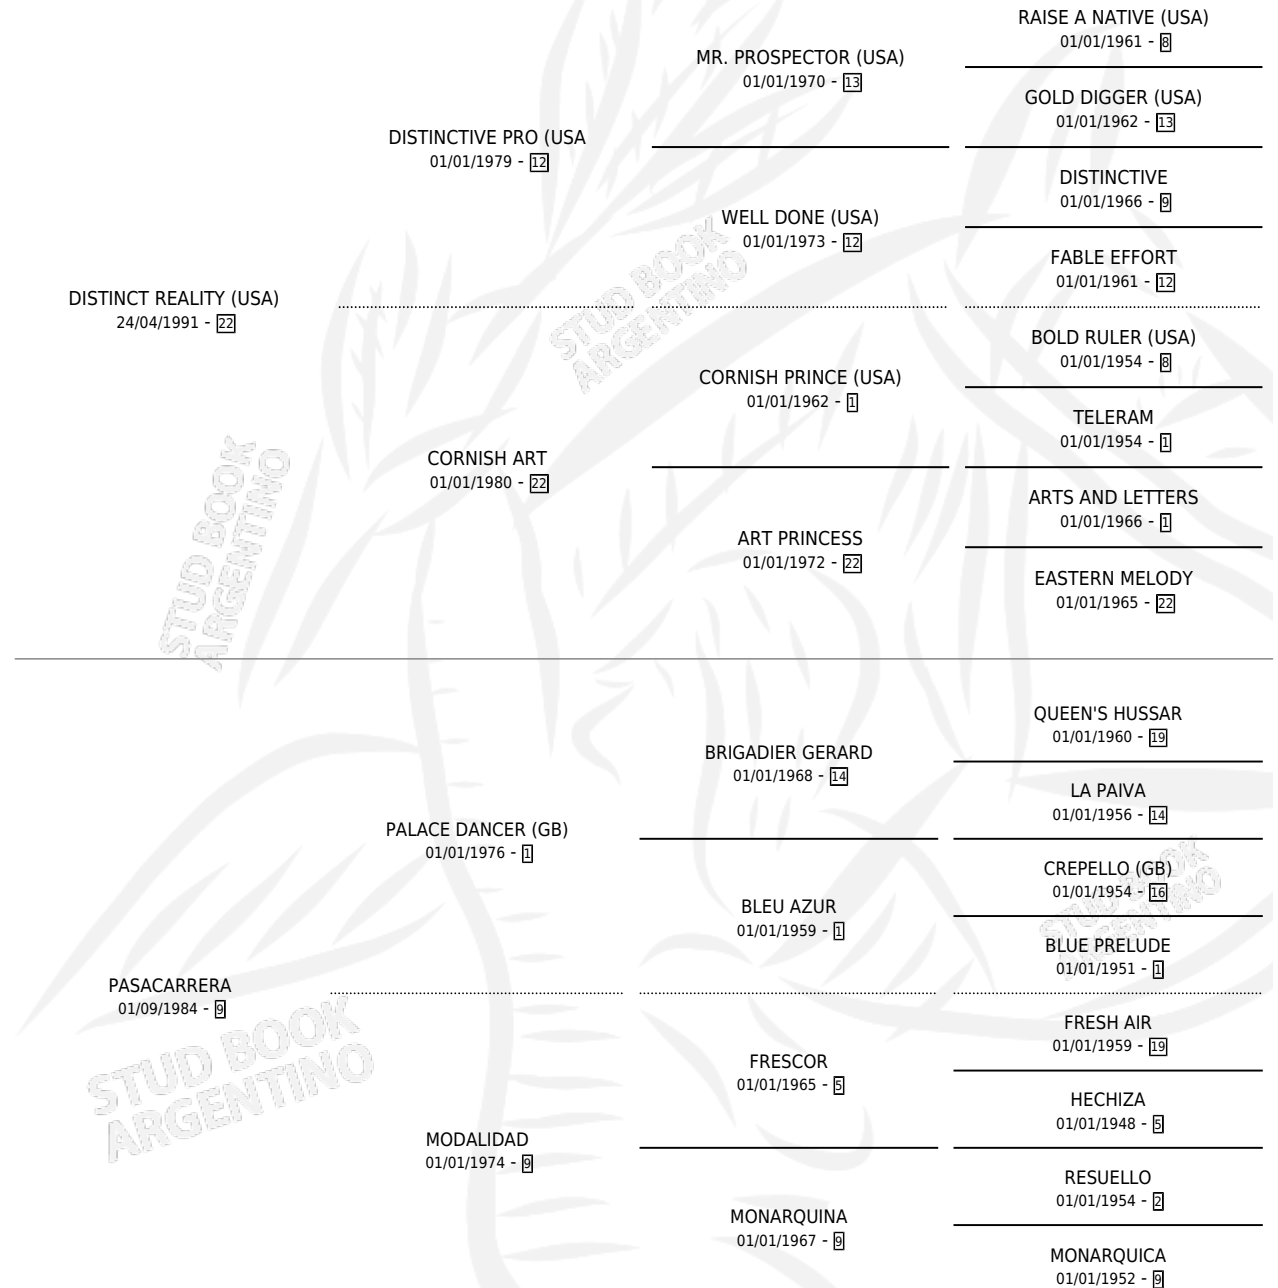 RAISE A NATIVE (USA)
01/01/1961 - 8
MR. PROSPECTOR (USA)
01/01/1970 - 13
GOLD DIGGER (USA)
01/01/1962 - 13
DISTINCTIVE PRO (USA
01/01/1979 - 12
DISTINCTIVE
01/01/1966 - 9
WELL DONE (USA)
01/01/1973 - 12
FABLE EFFORT
01/01/1961 - 12
DISTINCT REALITY (USA)
24/04/1991 - 22
STUD BOOK
ARGENTINO
BOLD RULER (USA)
01/01/1954 - 8
CORNISH PRINCE (USA)
01/01/1962 - 1
TELERAM
01/01/1954 - 1
CORNISH ART
01/01/1980 - 22
ARTS AND LETTERS
01/01/1966 - 1
ART PRINCESS
01/01/1972 - 22
EASTERN MELODY
01/01/1965 - 22
STUD BOOK
ARGENTINO
QUEEN'S HUSSAR
01/01/1960 - 19
BRIGADIER GERARD
01/01/1968 - 14
LA PAIVA
01/01/1956 - 14
PALACE DANCER (GB)
01/01/1976 - 1
CREPELLO (GB)
01/01/1954 - 16
BLEU AZUR
01/01/1959 - 1
BLUE PRELUDE
01/01/1951 - 1
STUD BOOK
ARGENTINO
PASACARRERA
01/09/1984 - 9
FRESH AIR
01/01/1959 - 19
FRESCOR
01/01/1965 - 5
HECHIZA
01/01/1948 - 5
STUD BOOK
ARGENTINO
MODALIDAD
01/01/1974 - 9
RESUELLO
01/01/1954 - 2
MONARQUINA
01/01/1967 - 9
MONARQUICA
01/01/1952 - 9